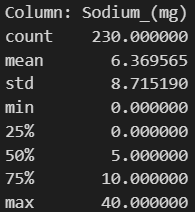 Column: Sodium_(mg)
count 230.000000
mean 6.369565
std 8.715190
min 0.000000
25% 0.000000
50% 5.000000
75% 10.000000
max 40.000000